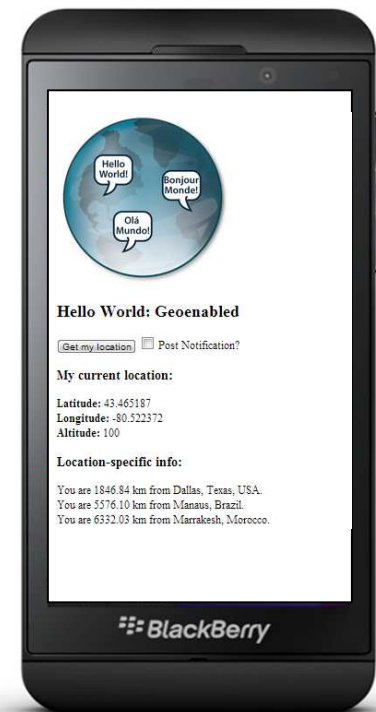 Hello
World!
Bonjour
Monde!
Olá
Mundo!
Hello World: Geoenabled
Get my location Post Notification?
My current location:
Latitude: 43.465187
Longitude: -80.522372
Altitude: 100
Location-specific info:
You are 1846.84 km from Dallas, Texas, USA.
You are 5576.10 km from Manaus, Brazil.
You are 6332.03 km from Marrakesh, Morocco.
BlackBerry